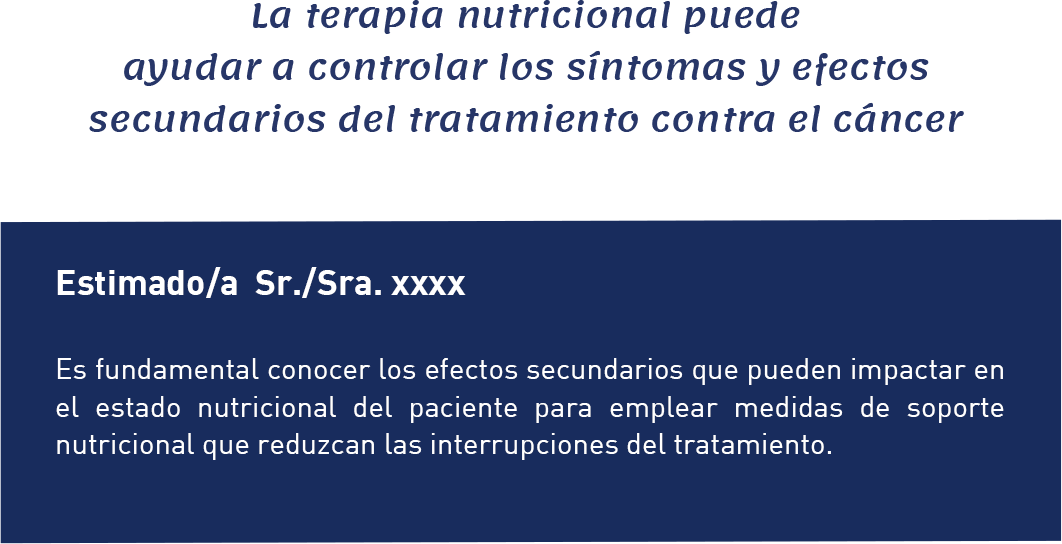 La terapia nutricional puede
ayudar a controlar los síntomas y efectos
secundarios del tratamiento contra el cáncer
Estimado/a Sr./Sra. xxxx
Es fundamental conocer los efectos secundarios que pueden impactar en
el estado nutricional del paciente para emplear medidas de soporte
nutricional que reduzcan las interrupciones del tratamiento.